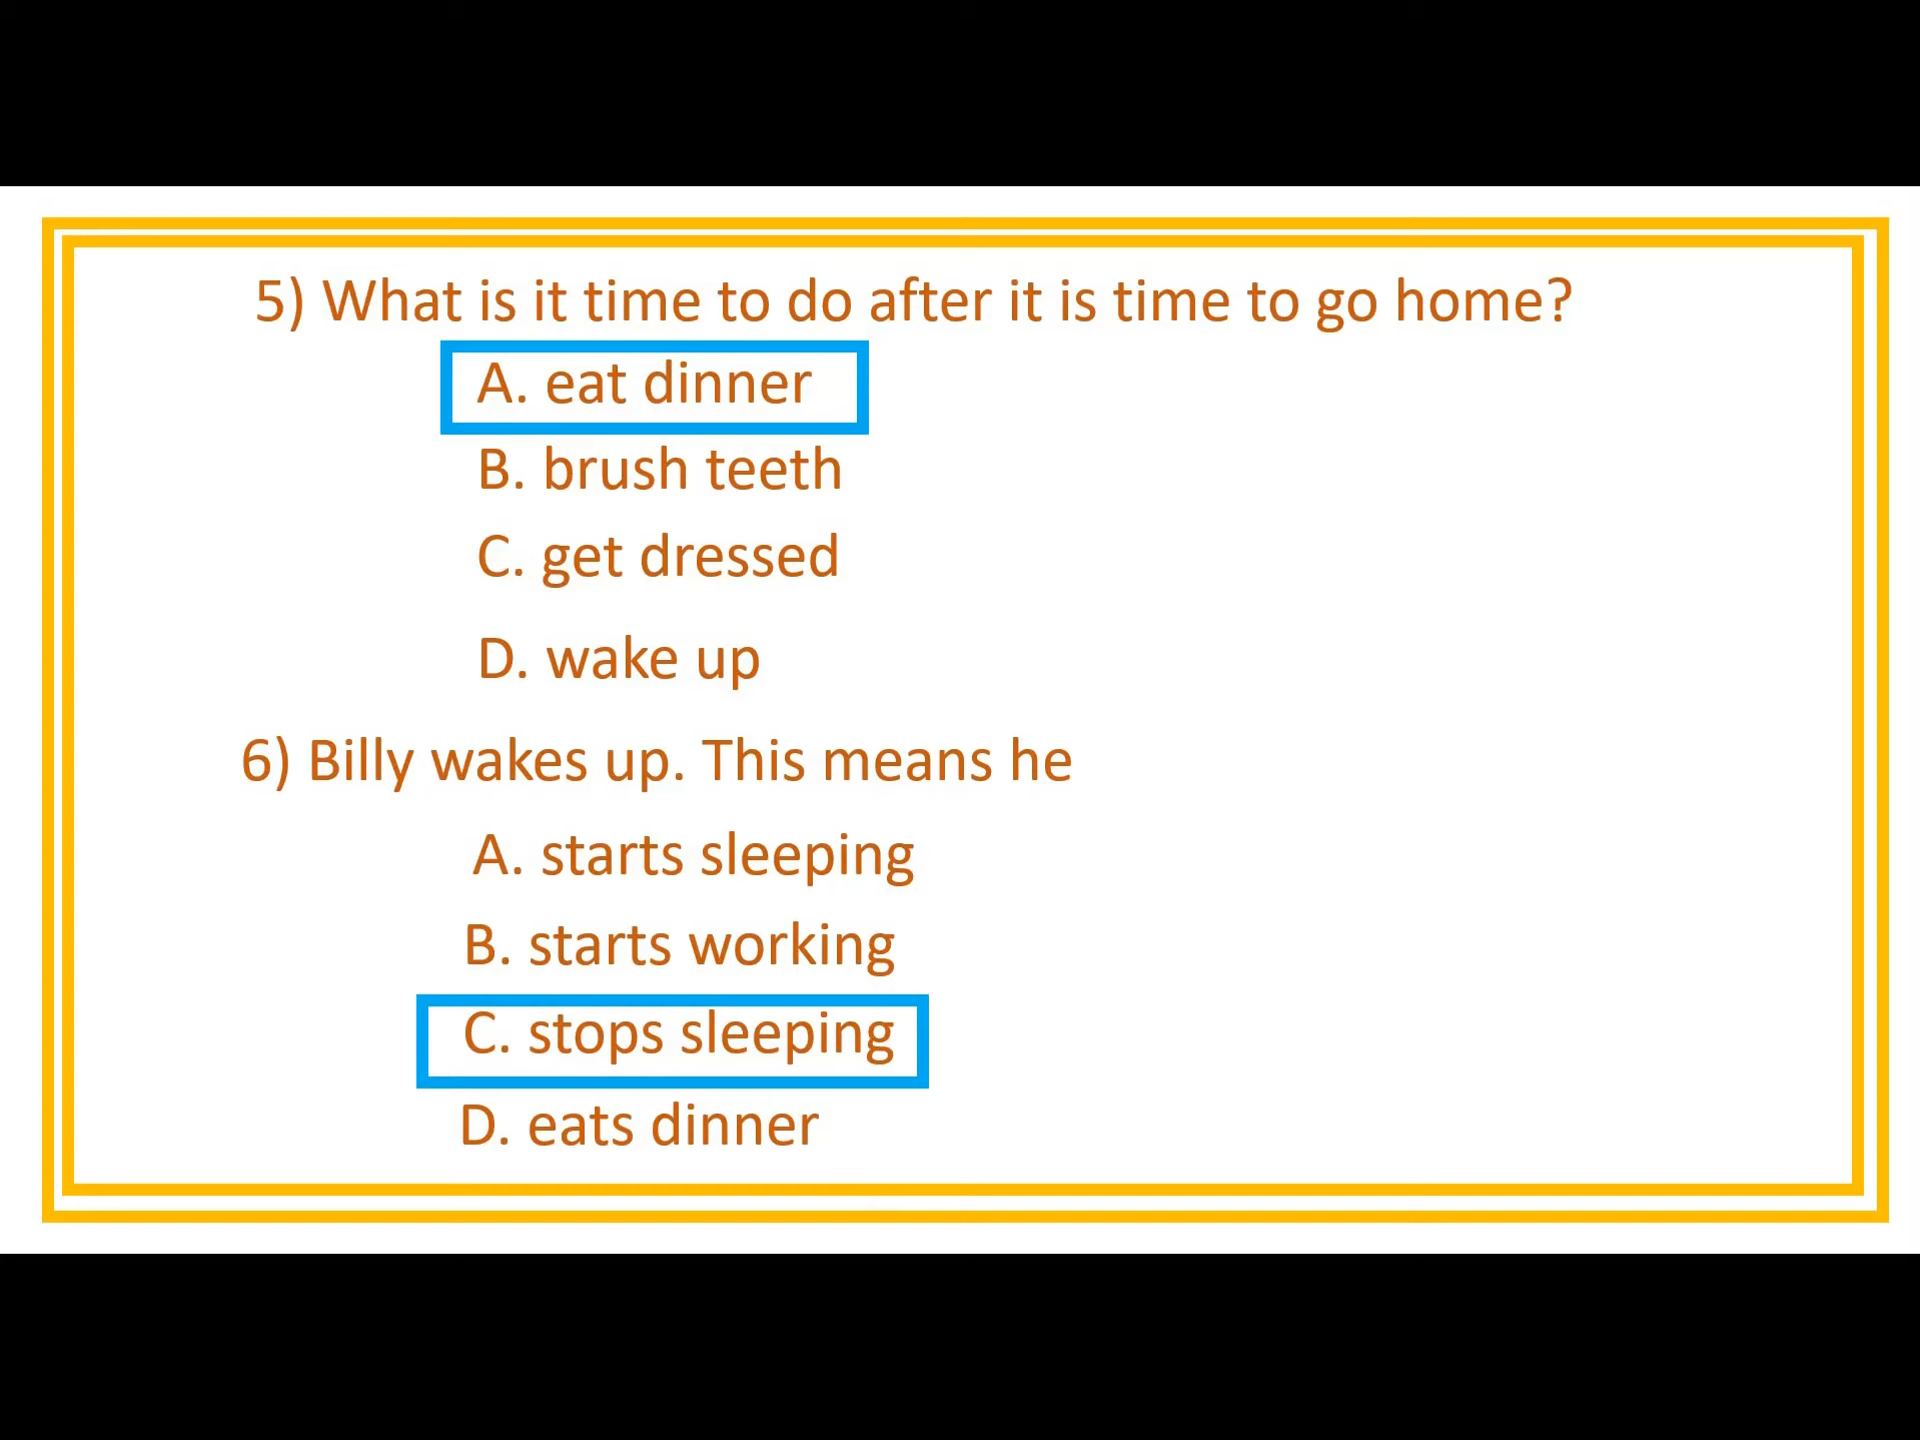 5) What is it time to do after it is time to go home?
A. eat dinner
B. brush teeth
C. get dressed
D. wake up
6) Billy wakes up. This means he
A. starts sleeping
B. starts working
C. stops sleeping
D. eats dinner